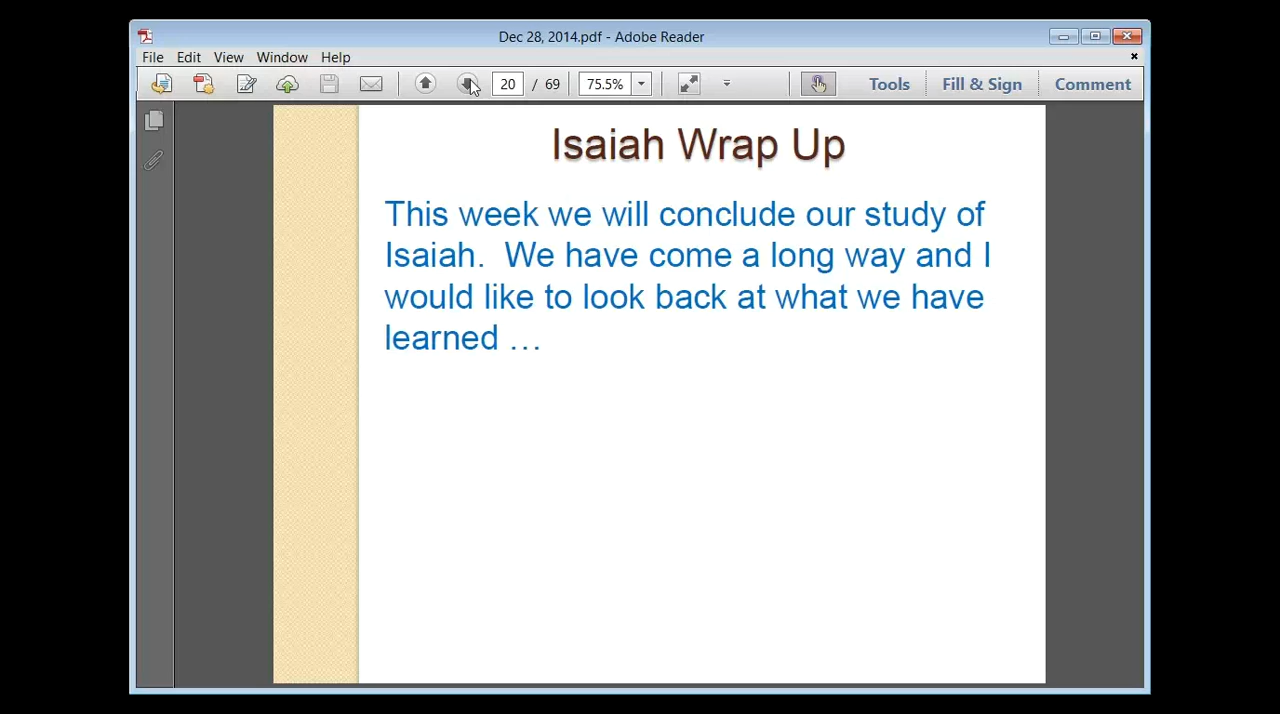 Dec 28, 2014.pdf - Adobe Reader
File Edit View Window Help
20 / 69 75.5% Tools Fill & Sign Comment
Isaiah Wrap Up
This week we will conclude our study of
Isaiah.  We have come a long way and I
would like to look back at what we have
learned …